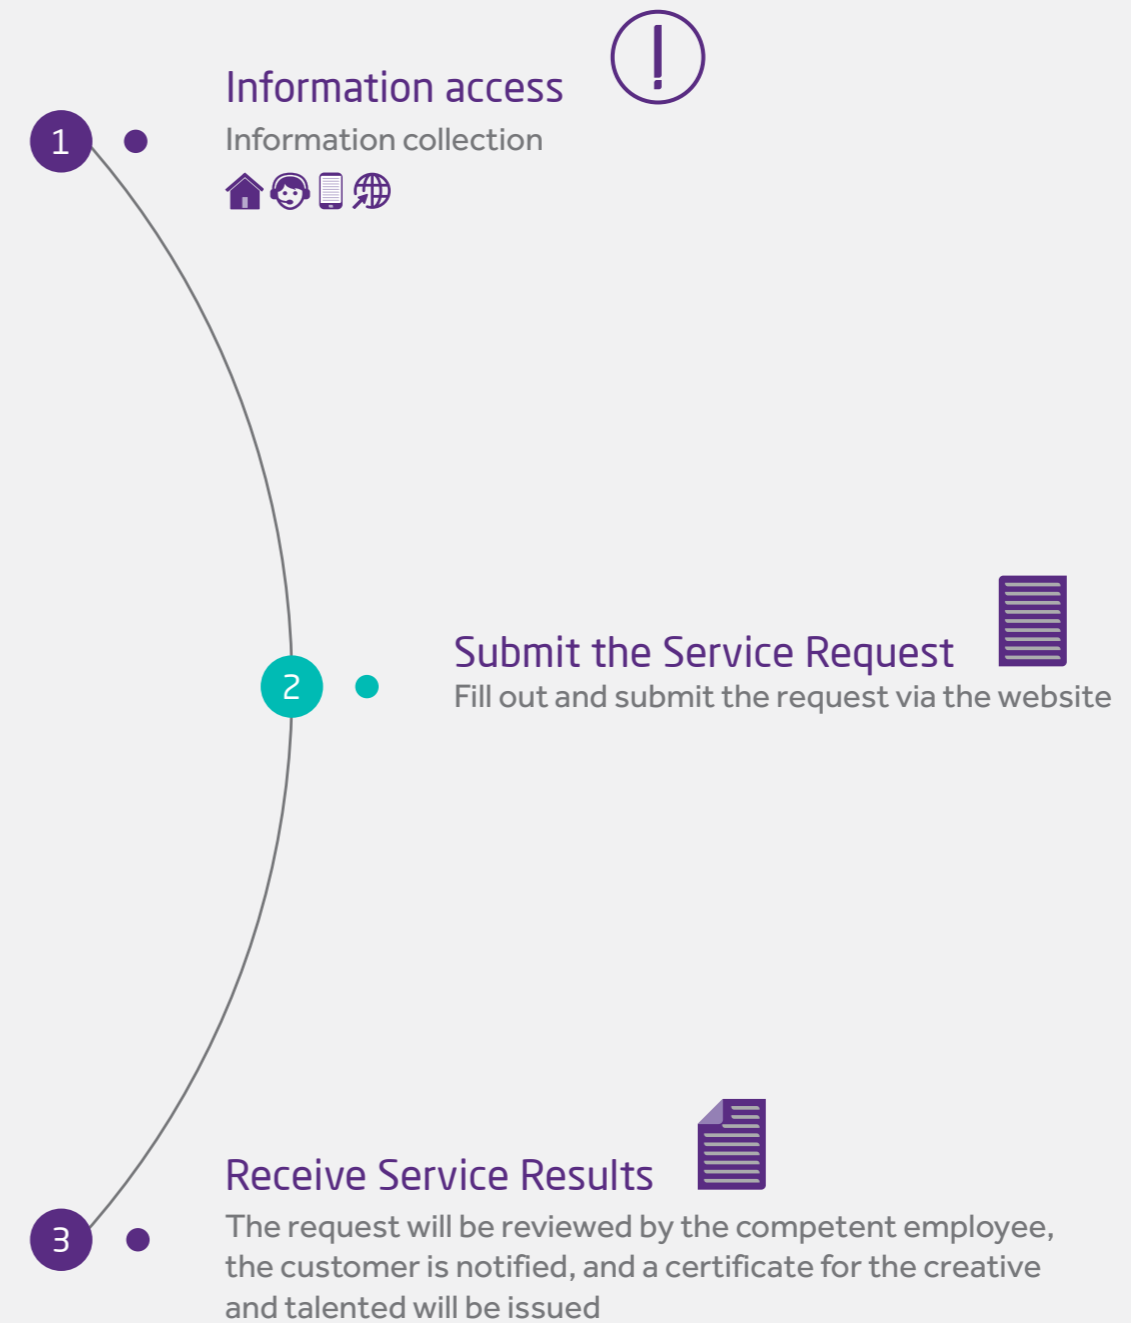 Information access
1
Information collection
Submit the Service Request
2
Fill out and submit the request via the website
Receive Service Results
3
The request will be reviewed by the competent employee,
the customer is notified, and a certificate for the creative
and talented will be issued